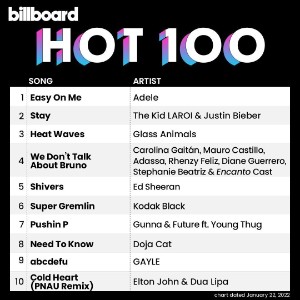 billboard
HOT 100
SONG ARTIST
1 Easy On Me Adele
2 Stay The Kid LAROI & Justin Bieber
3 Heat Waves Glass Animals
4 We Don't Talk About Bruno Carolina Gaitán, Mauro Castillo,
Adassa, Rhenzy Feliz, Diane Guerrero,
Stephanie Beatriz & Encanto Cast
5 Shivers Ed Sheeran
6 Super Gremlin Kodak Black
7 Pushin P Gunna & Future ft. Young Thug
8 Need To Know Doja Cat
9 abcdefu GAYLE
10 Cold Heart
(PNAU Remix) Elton John & Dua Lipa
chart dated January 22, 2022